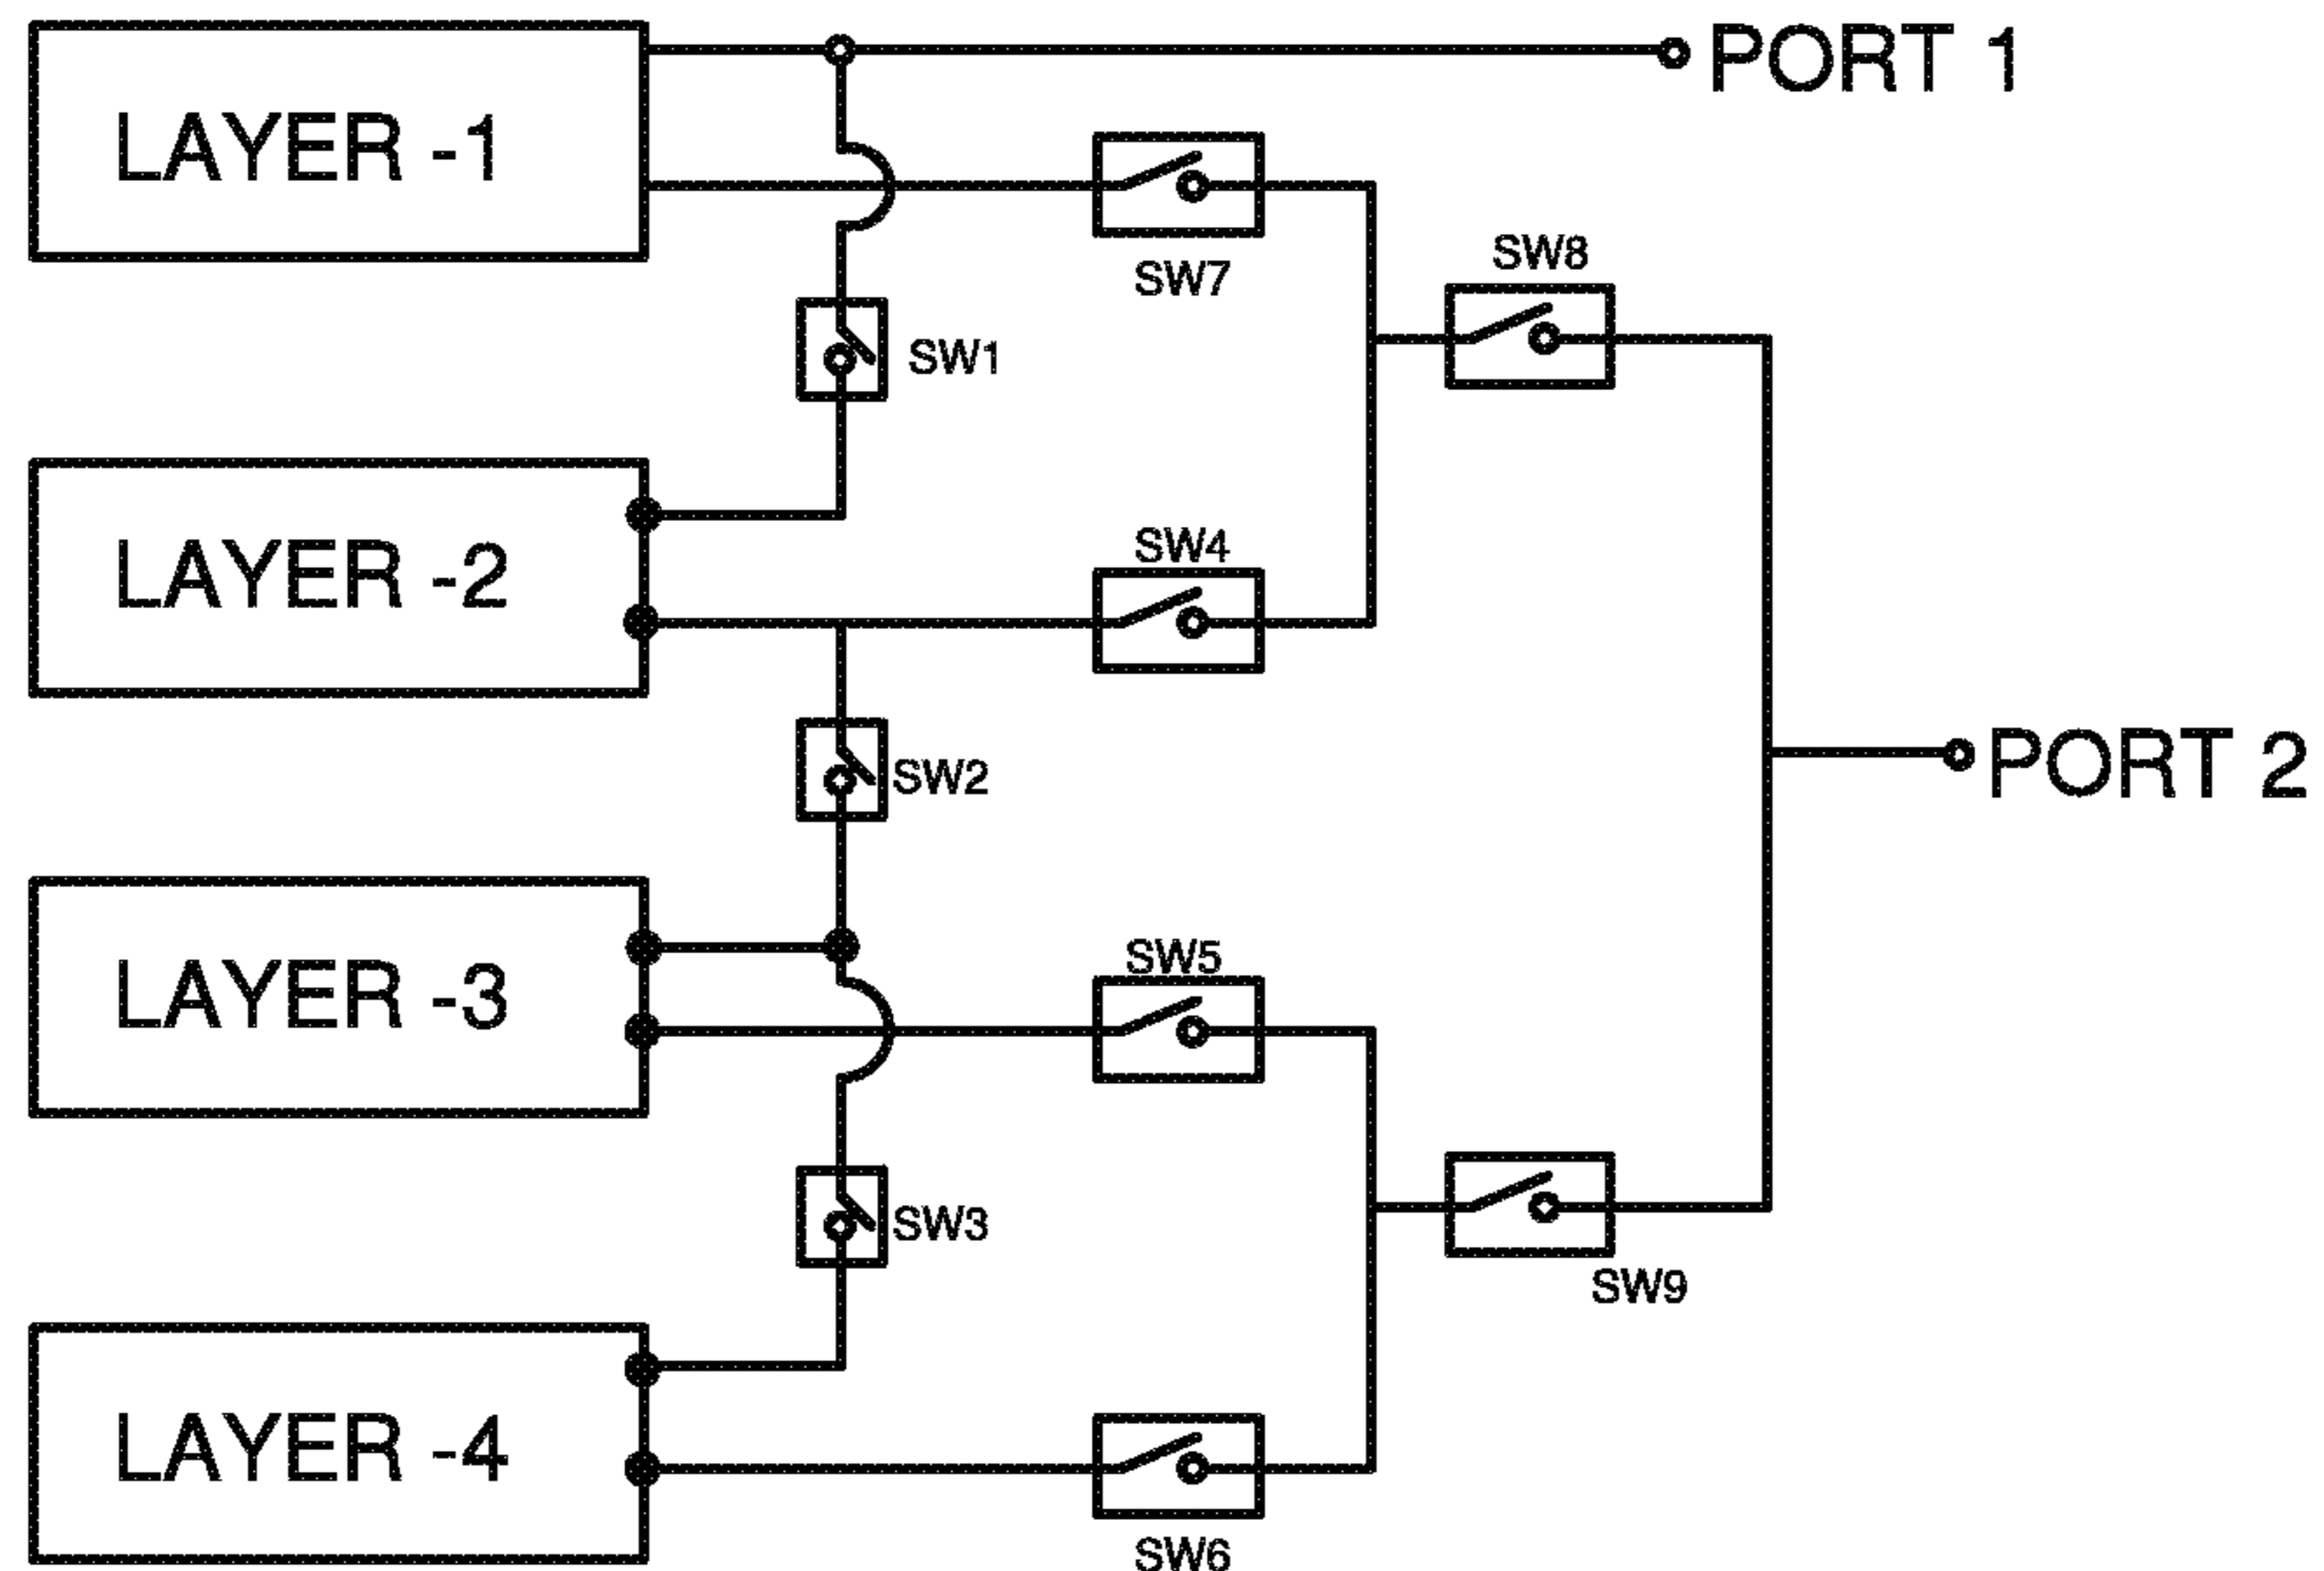 PORT 1
LAYER -1
SW7
SW8
SW1
LAYER -2
SW4
SW2
PORT 2
LAYER -3
SW5
SW3
SW9
LAYER -4
SW6